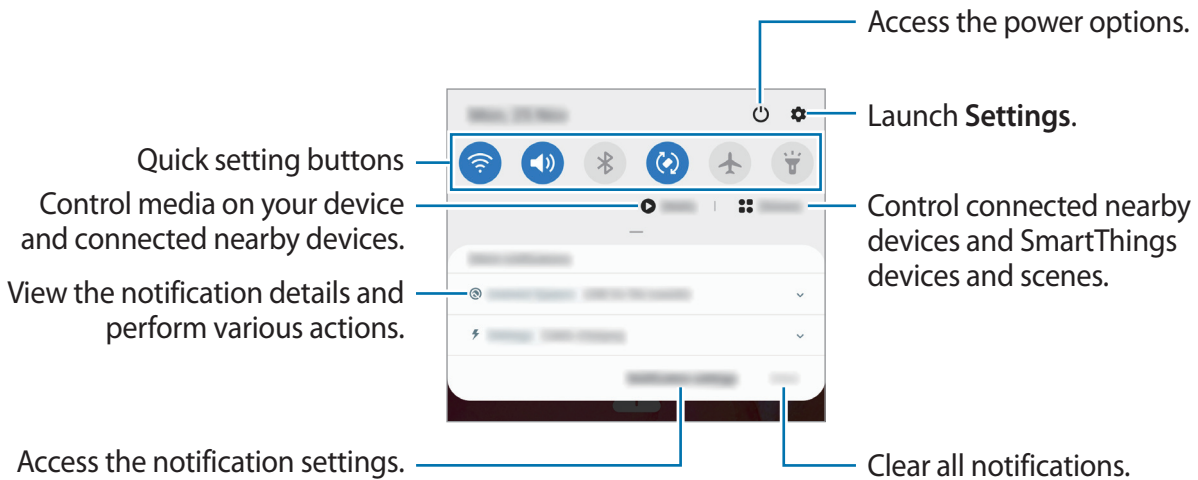 Access the power options.
Launch Settings.
Quick setting buttons
Control media on your device
and connected nearby devices.
Control connected nearby
devices and SmartThings
devices and scenes.
View the notification details and
perform various actions.
Access the notification settings.
Clear all notifications.